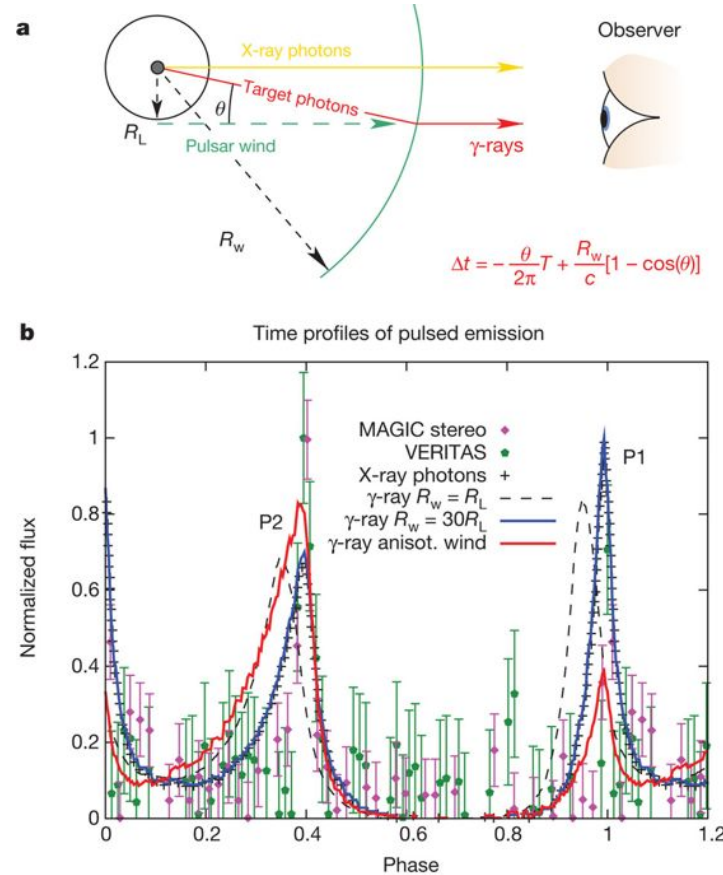 a
X-ray photons
Observer
Target photons
θ
R_L
Pulsar wind
γ-rays
R_w
Δt = − θ/2π T + R_w/c [1 − cos(θ)]
b
Time profiles of pulsed emission
1.2
1
0.8
0.6
0.4
0.2
0
Normalized flux
MAGIC stereo
VERITAS
X-ray photons
γ-ray R_w = R_L
γ-ray R_w = 30R_L
γ-ray anisot. wind
P1
P2
0
0.2
0.4
0.6
0.8
1
1.2
Phase